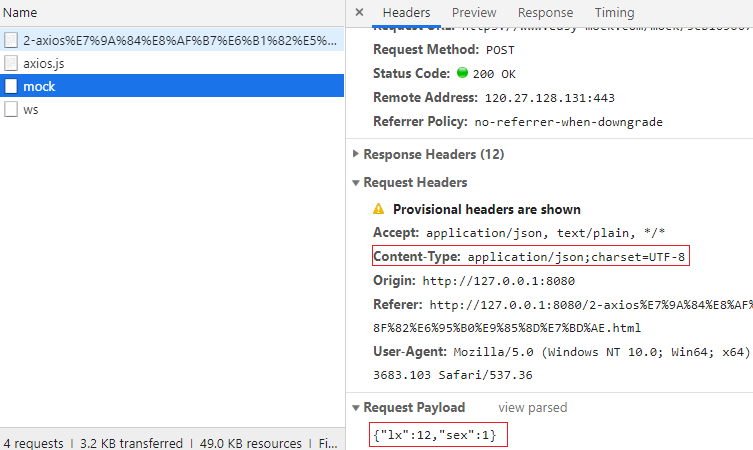 Name
2-axios%E7%9A%84%E8%AF%B7%E6%B1%82%E5%...
axios.js
mock
ws
4 requests | 3.2 KB transferred | 49.0 KB resources | Fi...
× Headers Preview Response Timing
Request Method: POST
Status Code: 200 OK
Remote Address: 120.27.128.131:443
Referrer Policy: no-referrer-when-downgrade
Response Headers (12)
Request Headers
Provisional headers are shown
Accept: application/json, text/plain, */*
Content-Type: application/json;charset=UTF-8
Origin: http://127.0.0.1:8080
Referer: http://127.0.0.1:8080/2-axios%E7%9A%84%E8%AF%
8F%82%E6%95%B0%E9%85%8D%E7%BD%AE.html
User-Agent: Mozilla/5.0 (Windows NT 10.0; Win64; x64)
3683.103 Safari/537.36
Request Payload view parsed
{"lx":12,"sex":1}